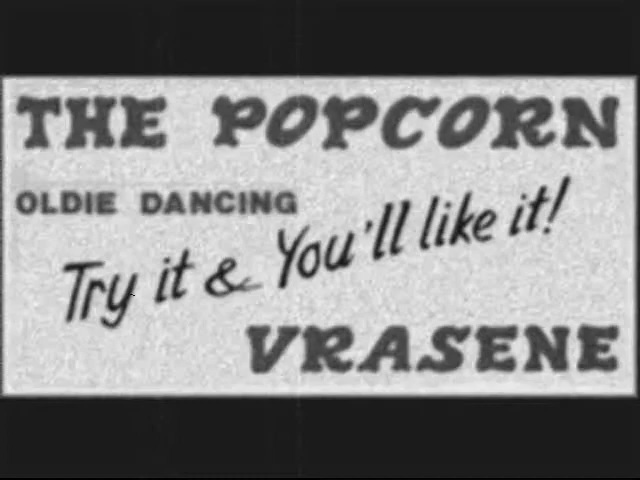 THE POPCORN
OLDIE DANCING
Try it & You'll like it!
VRASENE